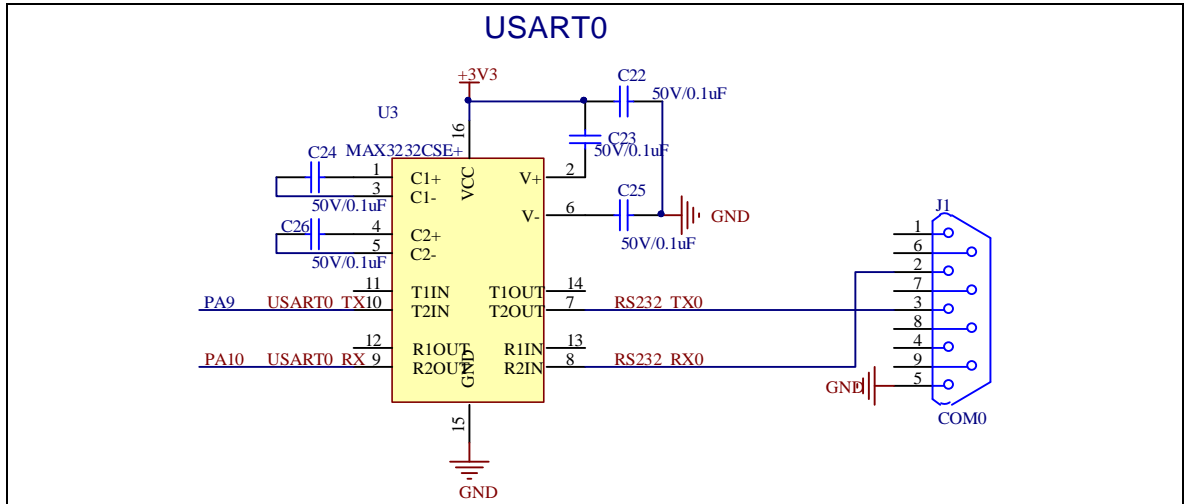 USART0
+3V3
C22
50V/0.1uF
U3
16
C23
50V/0.1uF
MAX3232CSE+
C24
1
C1+
VCC
V+
2
3
C1-
50V/0.1uF
C25
V-
6
GND
50V/0.1uF
C26
4
C2+
5
C2-
50V/0.1uF
J1
1
6
2
7
3
8
4
9
5
COM0
GND
11
T1IN
T1OUT
14
PA9
USART0_TX
10
T2IN
T2OUT
7
RS232_TX0
12
R1OUT
R1IN
13
PA10
USART0_RX
9
R2OUT
R2IN
8
RS232_RX0
GND
15
GND